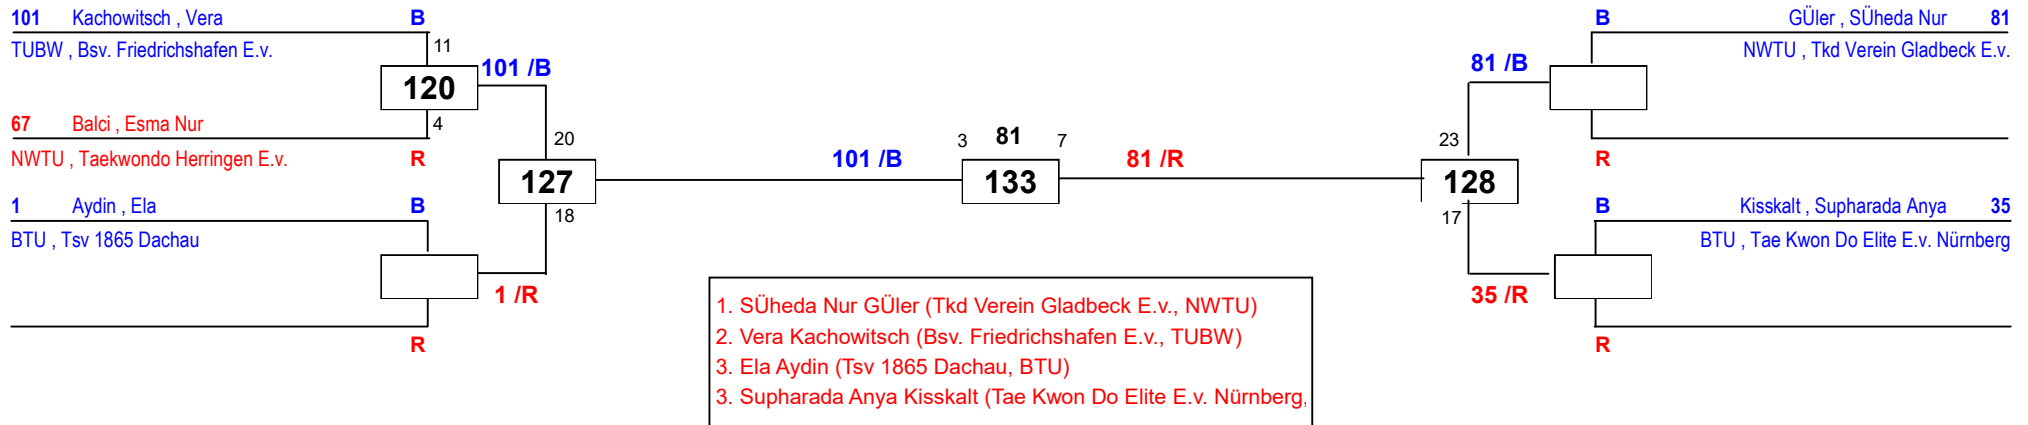 101 Kachowitsch , Vera B
TUBW , Bsv. Friedrichshafen E.v.
11
120
101 /B
4
67 Balci , Esma Nur
NWTU , Taekwondo Herringen E.v. R
20
127
18
1 Aydin , Ela B
BTU , Tsv 1865 Dachau
1 /R
R
101 /B
3 81 7
133
81 /R
B GÜler , SÜheda Nur 81
NWTU , Tkd Verein Gladbeck E.v.
81 /B
R
23
128
17
B Kisskalt , Supharada Anya 35
BTU , Tae Kwon Do Elite E.v. Nürnberg
35 /R
R
1. SÜheda Nur GÜler (Tkd Verein Gladbeck E.v., NWTU)
2. Vera Kachowitsch (Bsv. Friedrichshafen E.v., TUBW)
3. Ela Aydin (Tsv 1865 Dachau, BTU)
3. Supharada Anya Kisskalt (Tae Kwon Do Elite E.v. Nürnberg,